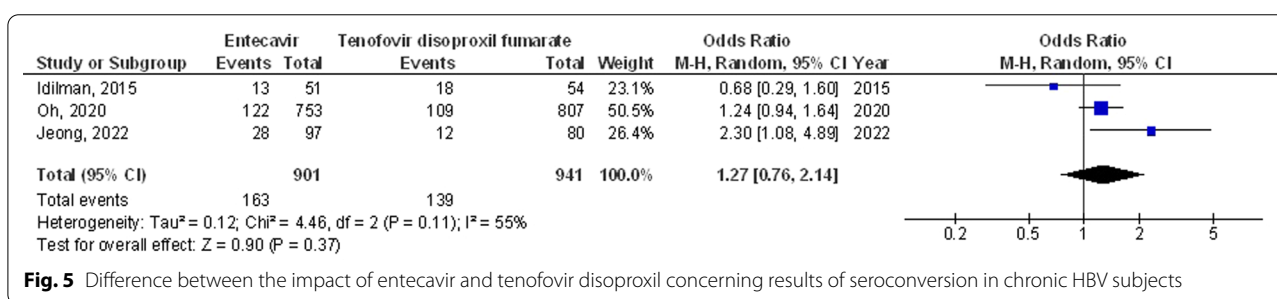 Entecavir Tenofovir disoproxil fumarate Odds Ratio Odds Ratio
Study or Subgroup Events Total Events Total Weight M-H, Random, 95% CI Year M-H, Random, 95% CI
Idilman, 2015 13 51 18 54 23.1% 0.68 [0.29, 1.60] 2015
Oh, 2020 122 753 109 807 50.5% 1.24 [0.94, 1.64] 2020
Jeong, 2022 28 97 12 80 26.4% 2.30 [1.08, 4.89] 2022
Total (95% CI) 901 941 100.0% 1.27 [0.76, 2.14]
Total events 163 139
Heterogeneity: Tau² = 0.12; Chi² = 4.46, df = 2 (P = 0.11); I² = 55%
Test for overall effect: Z = 0.90 (P = 0.37)
0.2 0.5 1 2 5
Fig. 5 Difference between the impact of entecavir and tenofovir disoproxil concerning results of seroconversion in chronic HBV subjects